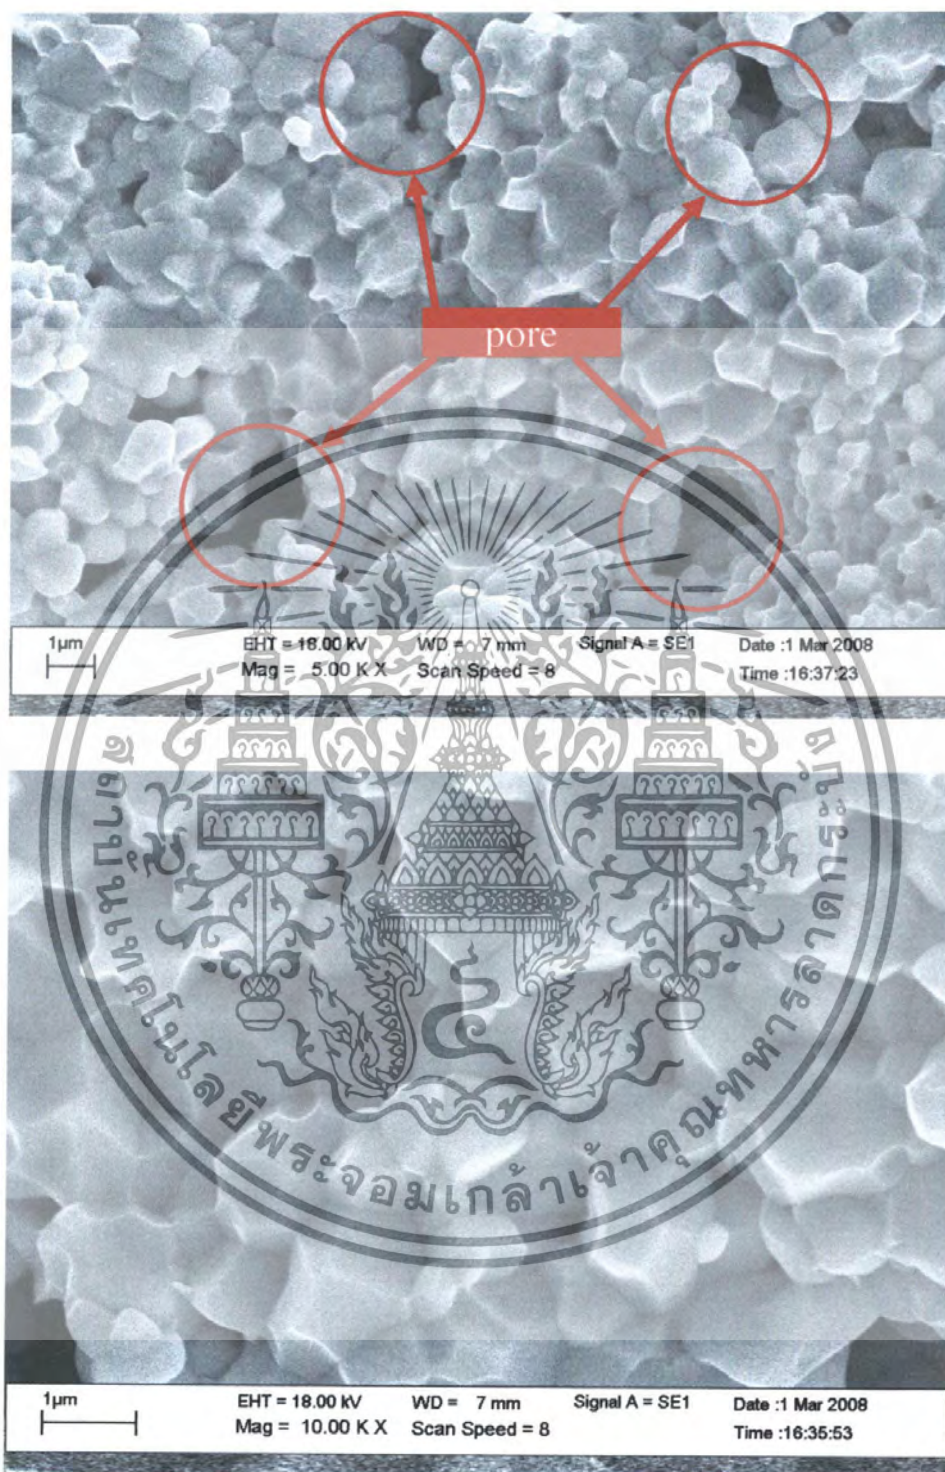 pore
1µm
EHT = 18.00 kV WD = 7 mm Signal A = SE1 Date :1 Mar 2008
Mag = 5.00 K X Scan Speed = 8 Time :16:37:23
สถาบันเทคโนโลยีพระจอมเกล้าเจ้าคุณทหารลาดกระบัง
1µm
EHT = 18.00 kV WD = 7 mm Signal A = SE1 Date :1 Mar 2008
Mag = 10.00 K X Scan Speed = 8 Time :16:35:53